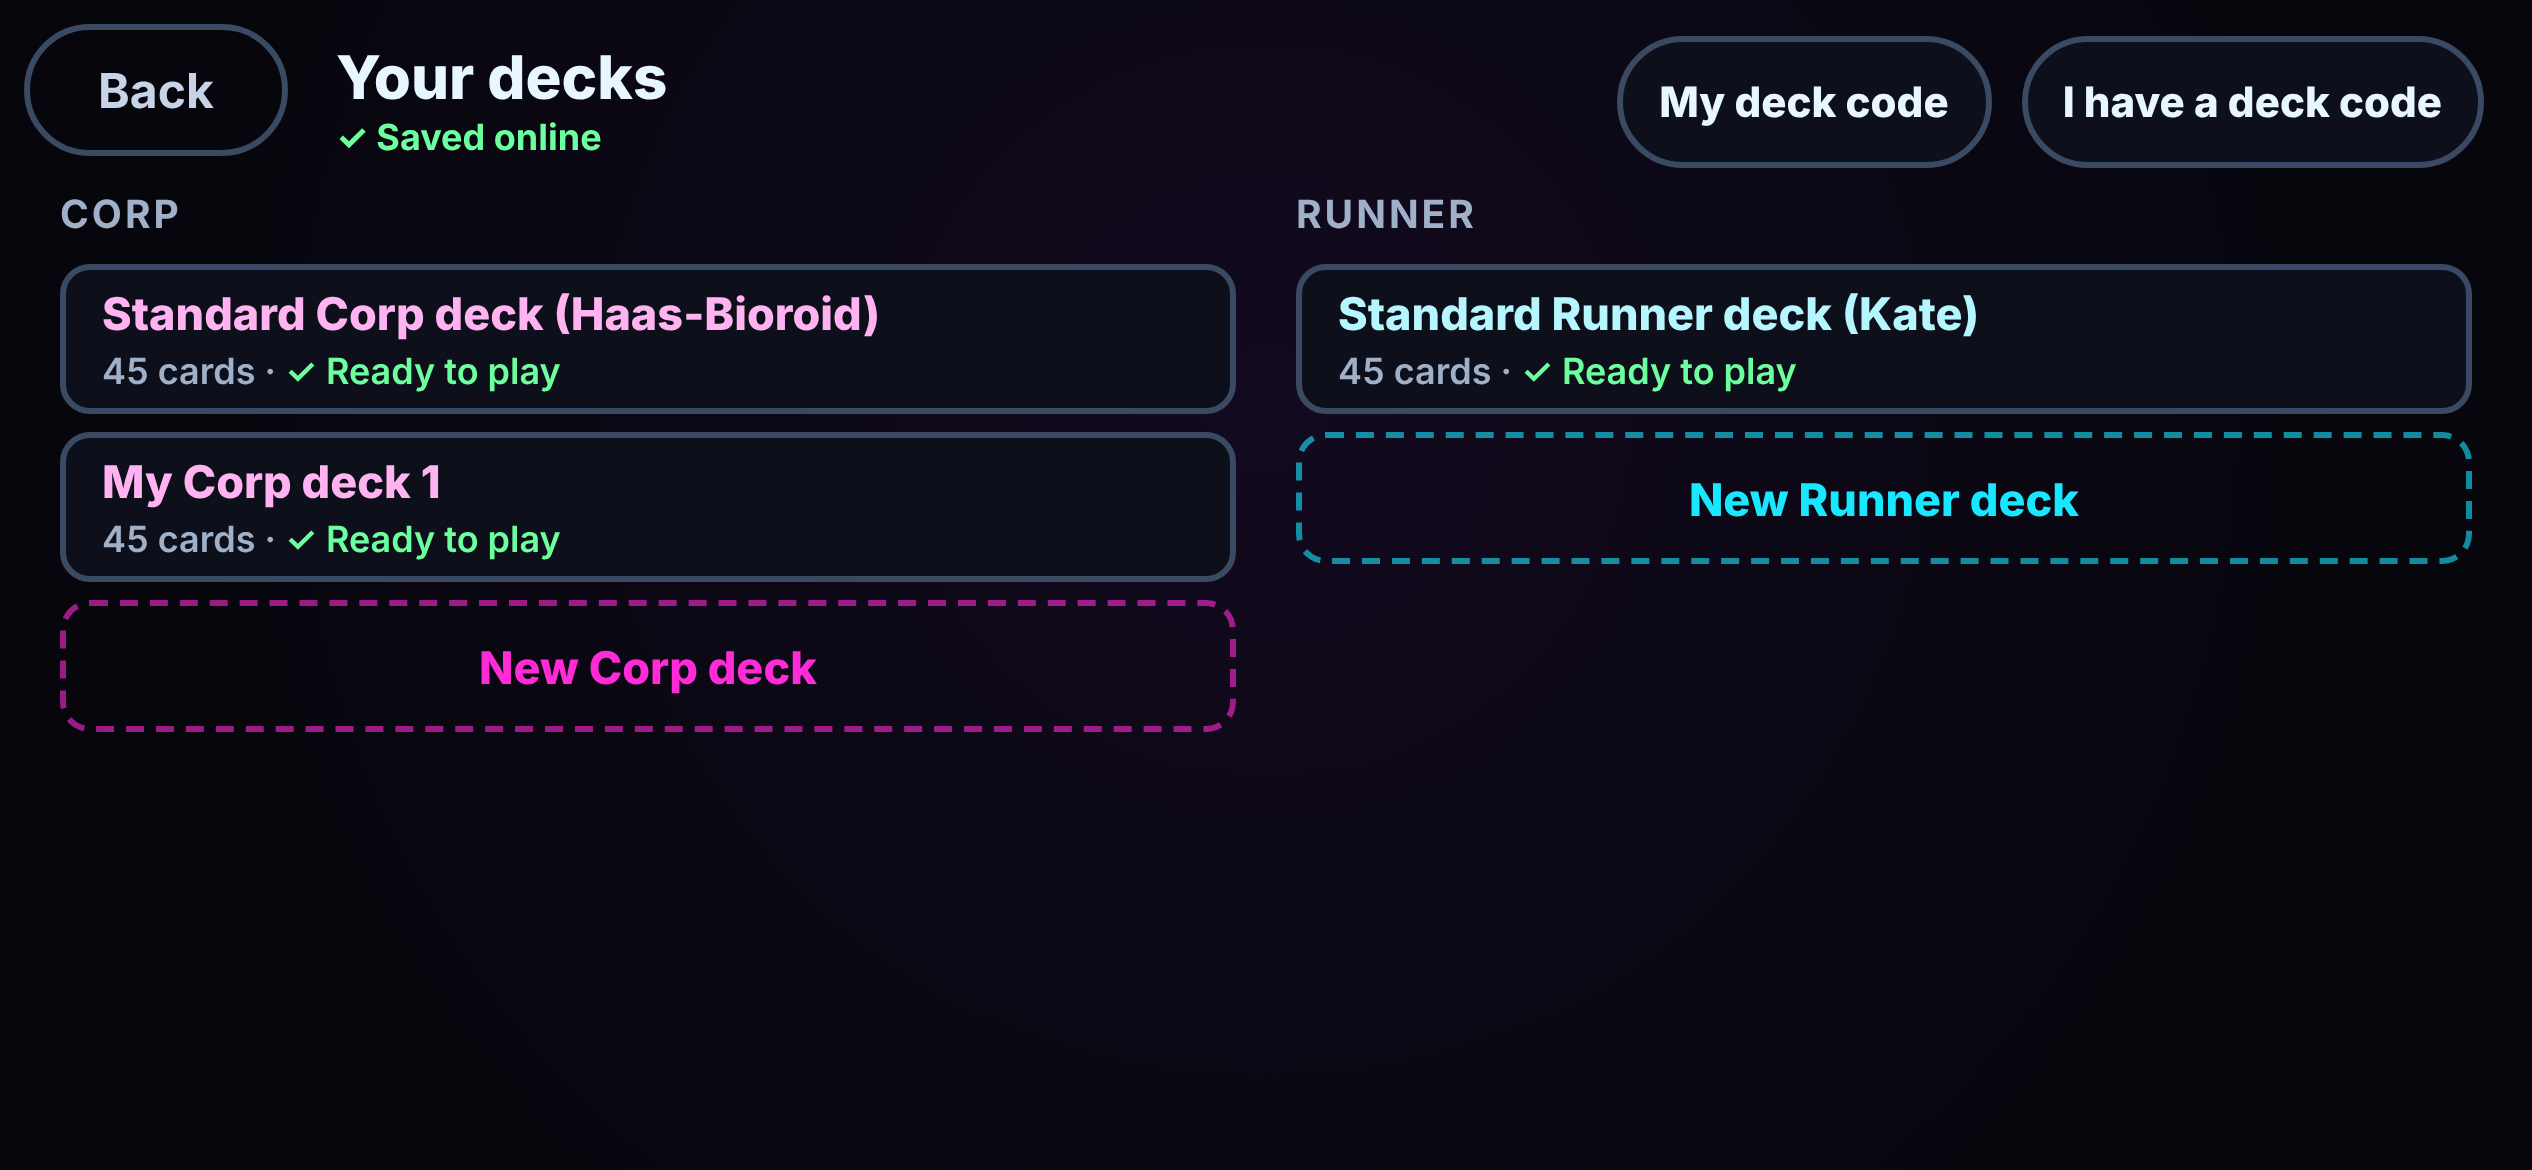 Back
Your decks
✓ Saved online
My deck code
I have a deck code
CORP
Standard Corp deck (Haas-Bioroid)
45 cards · ✓ Ready to play
My Corp deck 1
45 cards · ✓ Ready to play
New Corp deck
RUNNER
Standard Runner deck (Kate)
45 cards · ✓ Ready to play
New Runner deck